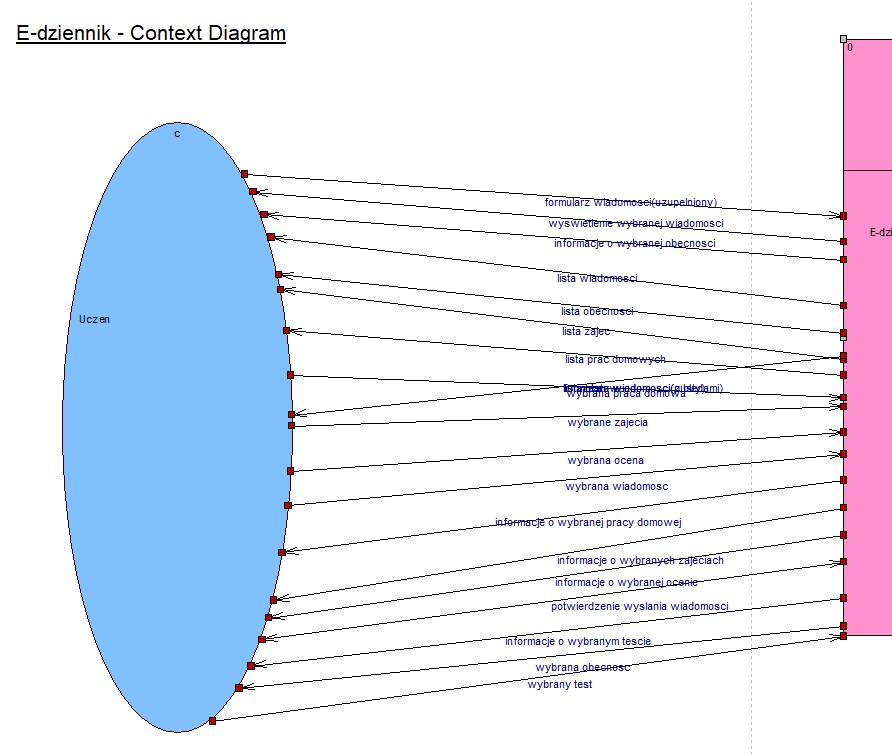 E-dziennik - Context Diagram
c
0
formularz wiadomosci(uzupelniony)
wyswietlenie wybranej wiadomosci
E-dzi
informacje o wybranej obecnosci
lista wiadomosci
lista obecnosci
Uczen
lista zajec
lista prac domowych
wybrana praca domowa
wybrane zajecia
wybrana ocena
wybrana wiadomosc
informacje o wybranej pracy domowej
informacje o wybranych zajeciach
informacje o wybranej ocenie
potwierdzenie wyslania wiadomosci
informacje o wybranym tescie
wybrana obecnosc
wybrany test